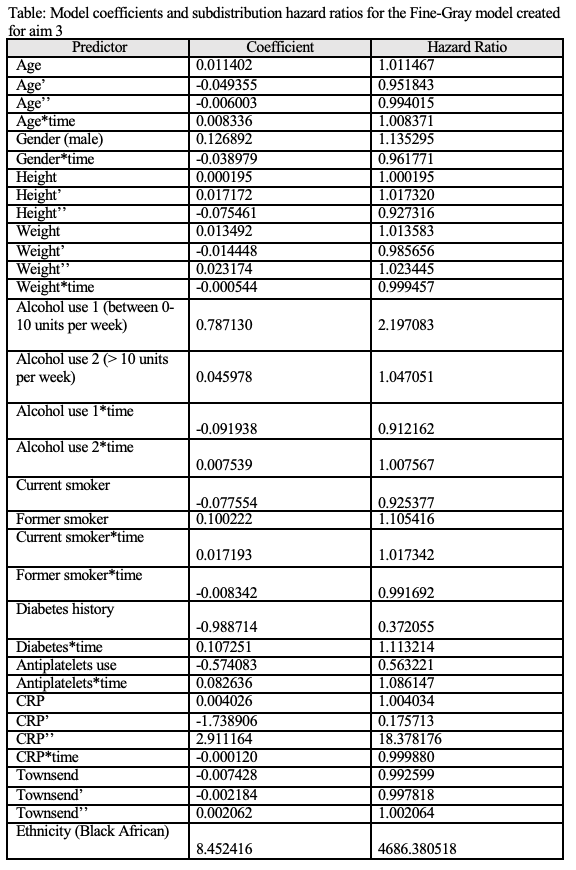 Table: Model coefficients and subdistribution hazard ratios for the Fine-Gray model created
for aim 3
Predictor Coefficient Hazard Ratio
Age 0.011402 1.011467
Age’ -0.049355 0.951843
Age’’ -0.006003 0.994015
Age*time 0.008336 1.008371
Gender (male) 0.126892 1.135295
Gender*time -0.038979 0.961771
Height 0.000195 1.000195
Height’ 0.017172 1.017320
Height’’ -0.075461 0.927316
Weight 0.013492 1.013583
Weight’ -0.014448 0.985656
Weight’’ 0.023174 1.023445
Weight*time -0.000544 0.999457
Alcohol use 1 (between 0-
10 units per week) 0.787130 2.197083
Alcohol use 2 (> 10 units
per week) 0.045978 1.047051
Alcohol use 1*time
-0.091938 0.912162
Alcohol use 2*time
0.007539 1.007567
Current smoker
-0.077554 0.925377
Former smoker 0.100222 1.105416
Current smoker*time
0.017193 1.017342
Former smoker*time
-0.008342 0.991692
Diabetes history
-0.988714 0.372055
Diabetes*time 0.107251 1.113214
Antiplatelets use -0.574083 0.563221
Antiplatelets*time 0.082636 1.086147
CRP 0.004026 1.004034
CRP’ -1.738906 0.175713
CRP’’ 2.911164 18.378176
CRP*time -0.000120 0.999880
Townsend -0.007428 0.992599
Townsend’ -0.002184 0.997818
Townsend’’ 0.002062 1.002064
Ethnicity (Black African)
8.452416 4686.380518